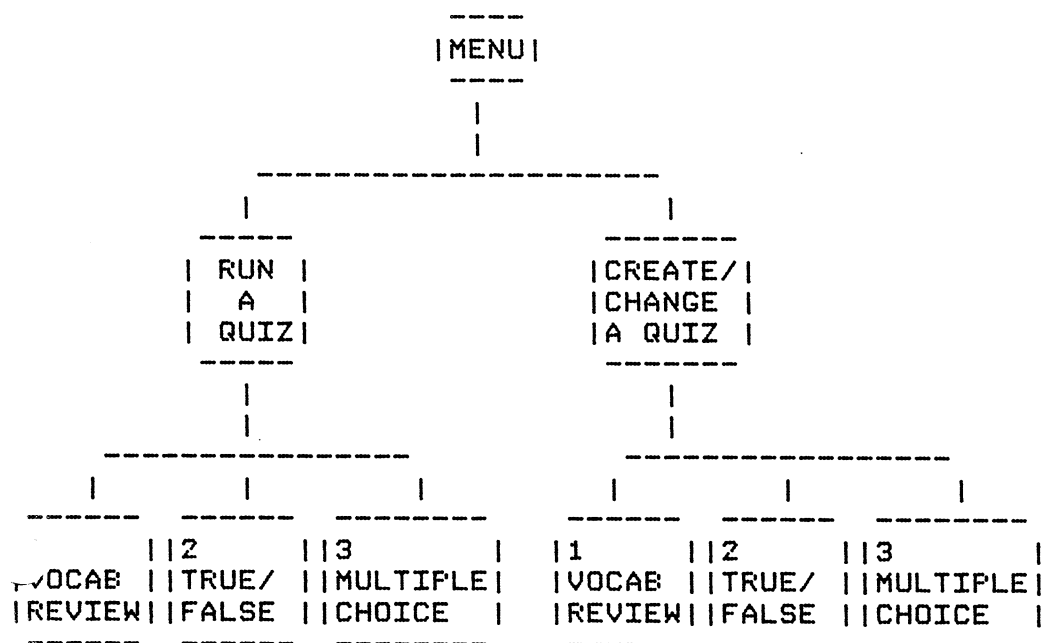 MENU
RUN
A
QUIZ
CREATE/
CHANGE
A QUIZ
VOCAB
REVIEW
2
TRUE/
FALSE
3
MULTIPLE
CHOICE
1
VOCAB
REVIEW
2
TRUE/
FALSE
3
MULTIPLE
CHOICE